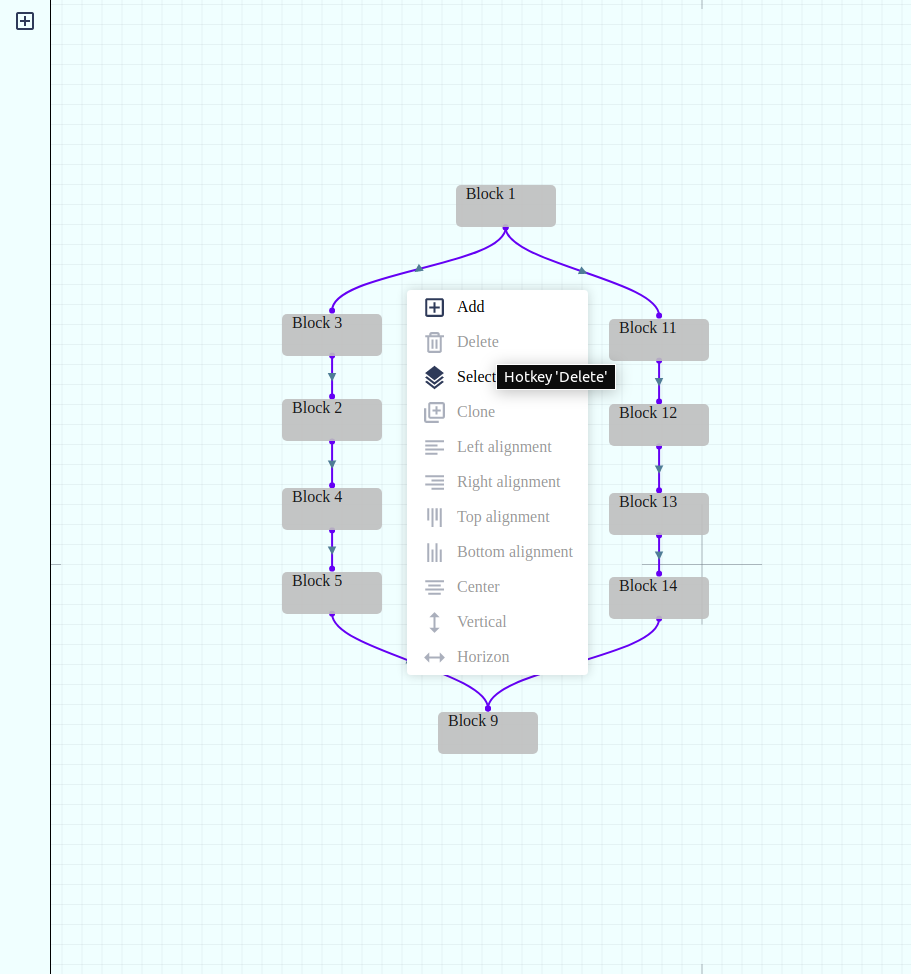 Block 1
Block 3
Block 11
Add
Delete
Select
Hotkey 'Delete'
Block 2
Block 12
Clone
Left alignment
Right alignment
Block 4
Block 13
Top alignment
Bottom alignment
Block 5
Block 14
Center
Vertical
Horizon
Block 9